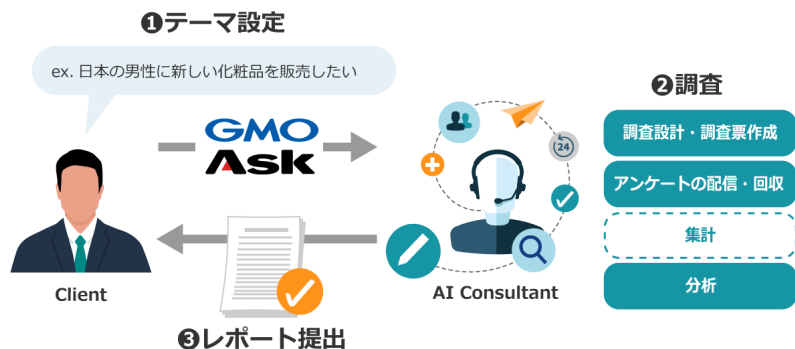 ❶テーマ設定
ex. 日本の男性に新しい化粧品を販売したい
GMO
Ask
Client
❸レポート提出
24
AI Consultant
❷調査
調査設計・調査票作成
アンケートの配信・回収
集計
分析